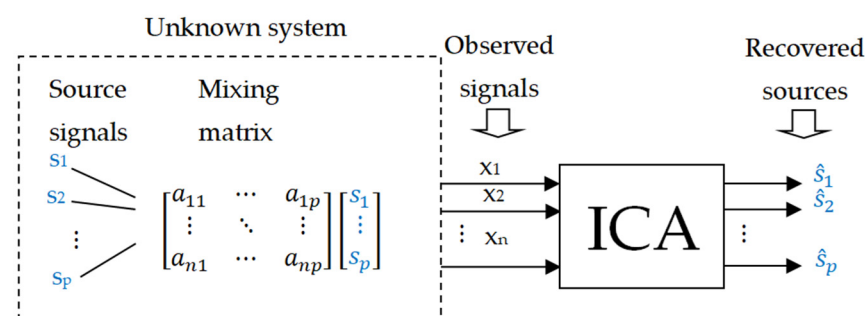 Unknown system
Source signals
Mixing matrix
Observed signals
Recovered sources
s1
s2
⋮
sp
[a₁₁ ⋯ a₁ₚ] [s₁]
[⋮ ⋱ ⋮] [⋮]
[aₙ₁ ⋯ aₙₚ] [sₚ]
x1
x2
⋮ xn
ICA
ŝ₁
ŝ₂
⋮
ŝₚ